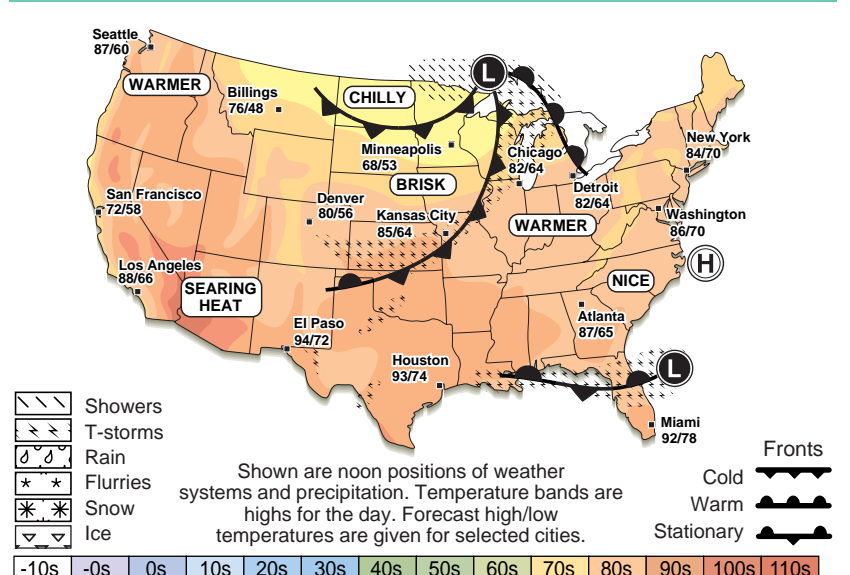 Seattle
87/60
WARMER
Billings
76/48
CHILLY
L
Minneapolis
68/53
BRISK
Chicago
82/64
New York
84/70
Detroit
82/64
San Francisco
72/58
Denver
80/56
Kansas City
85/64
WARMER
Washington
86/70
H
Los Angeles
88/66
SEARING
HEAT
NICE
El Paso
94/72
Atlanta
87/65
Houston
93/74
L
Miami
92/78
Showers
T-storms
Rain
Flurries
Snow
Ice
Shown are noon positions of weather
systems and precipitation. Temperature bands are
highs for the day. Forecast high/low
temperatures are given for selected cities.
Fronts
Cold
Warm
Stationary
-10s -0s 0s 10s 20s 30s 40s 50s 60s 70s 80s 90s 100s 110s